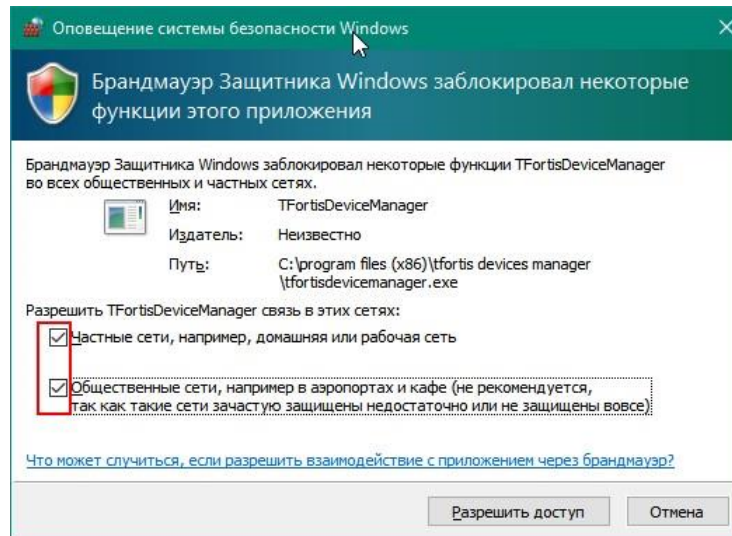 Оповещение системы безопасности Windows
Брандмауэр Защитника Windows заблокировал некоторые
функции этого приложения
Брандмауэр Защитника Windows заблокировал некоторые функции TFortisDeviceManager
во всех общественных и частных сетях.
Имя: TFortisDeviceManager
Издатель: Неизвестно
Путь: C:\program files (x86)\tfortis devices manager
\tfortisdevicemanager.exe
Разрешить TFortisDeviceManager связь в этих сетях:
Частные сети, например, домашняя или рабочая сеть
Общественные сети, например в аэропортах и кафе (не рекомендуется,
так как такие сети зачастую защищены недостаточно или не защищены вовсе)
Что может случиться, если разрешить взаимодействие с приложением через брандмауэр?
Разрешить доступ Отмена